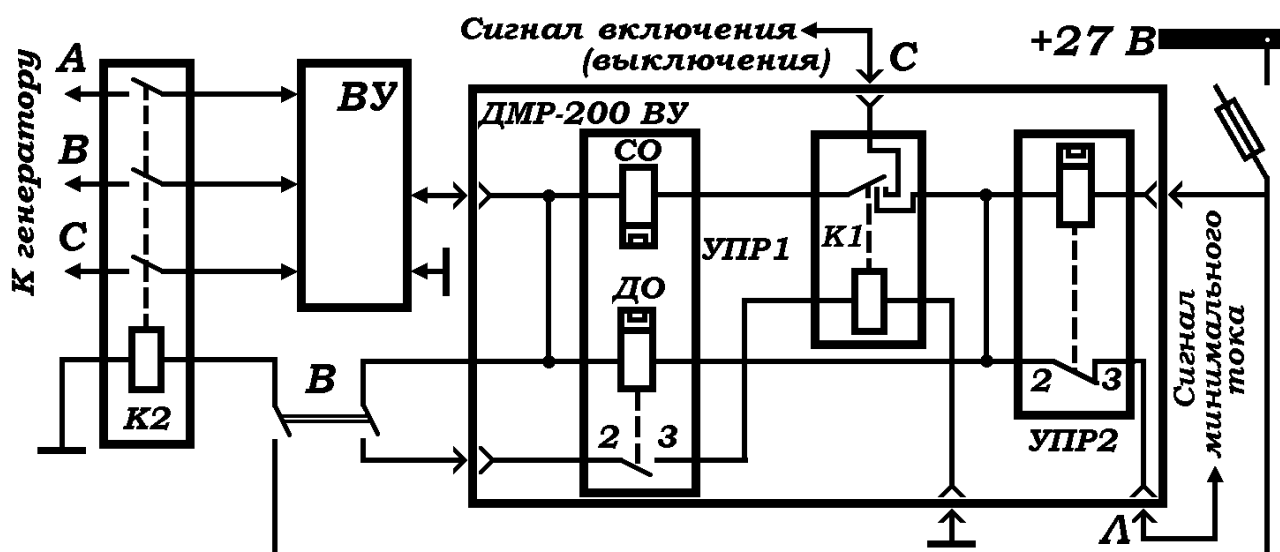 Сигнал включения
(выключения)
С
+27 В
А
В
С
К генератору
ВУ
ДМР-200 ВУ
СО
УПР1
К1
ДО
2 3
В
К2
2 3
УПР2
Сигнал
минимального
тока
Л